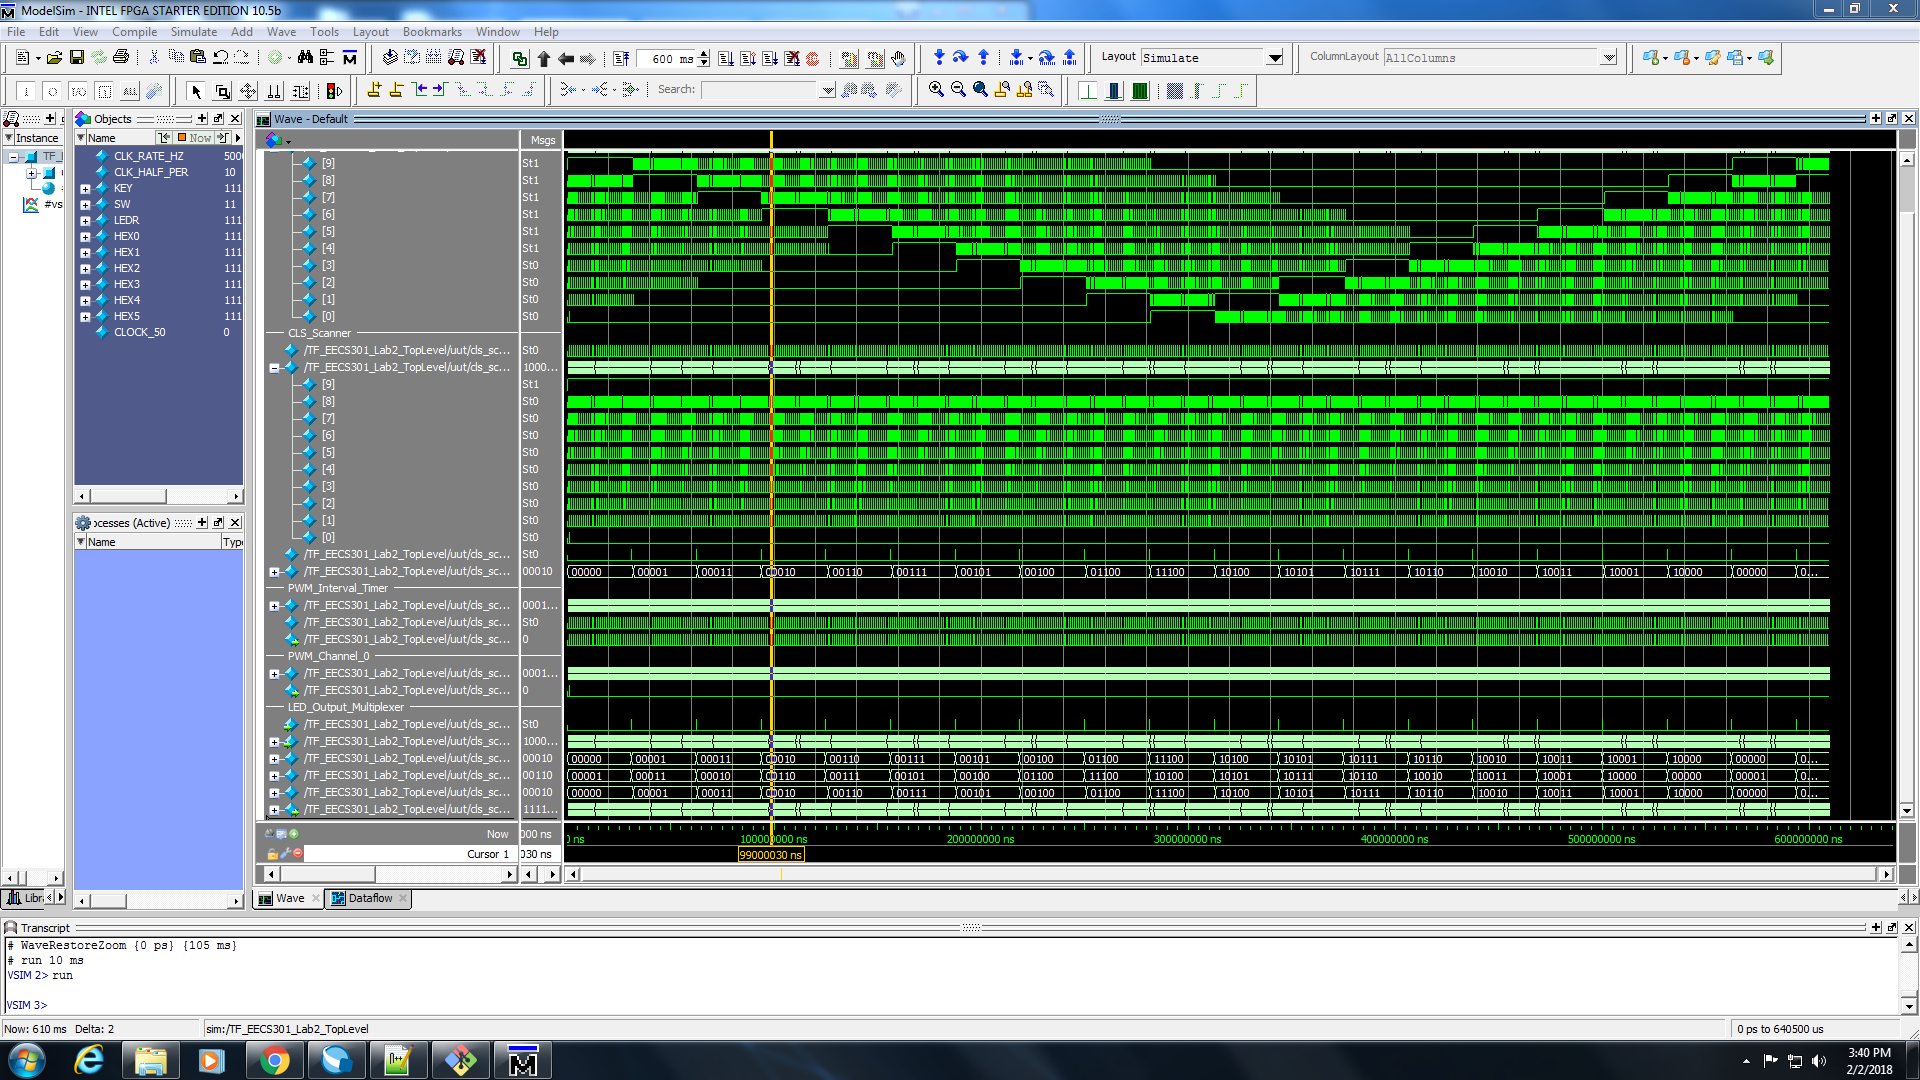 ModelSim - INTEL FPGA STARTER EDITION 10.5b
File Edit View Compile Simulate Add Wave Tools Layout Bookmarks Window Help
600 ms
Layout Simulate
ColumnLayout AllColumns
ALL
Search:
Instance
TF_
#vs
Objects
Name
Now
CLK_RATE_HZ 5000
CLK_HALF_PER 10
KEY 111
SW 11
LEDR 111
HEX0 111
HEX1 111
HEX2 111
HEX3 111
HEX4 111
HEX5 111
CLOCK_50 0
ocesses (Active)
Name Type
Libra
Wave - Default
Msgs
[9] St1
[8] St1
[7] St1
[6] St1
[5] St1
[4] St1
[3] St0
[2] St0
[1] St0
[0] St0
CLS_Scanner
/TF_EECS301_Lab2_TopLevel/uut/cls_sc... St0
/TF_EECS301_Lab2_TopLevel/uut/cls_sc... 1000...
[9] St1
[8] St0
[7] St0
[6] St0
[5] St0
[4] St0
[3] St0
[2] St0
[1] St0
[0] St0
/TF_EECS301_Lab2_TopLevel/uut/cls_sc... St0
/TF_EECS301_Lab2_TopLevel/uut/cls_sc... 00010 00000 00001 00011 00010 00110 00111 00101 00100 01100 11100 10100 10101 10111 10110 10010 10011 10001 10000 00000 0...
PWM_Interval_Timer
/TF_EECS301_Lab2_TopLevel/uut/cls_sc... 0001...
/TF_EECS301_Lab2_TopLevel/uut/cls_sc... St0
/TF_EECS301_Lab2_TopLevel/uut/cls_sc... 0
PWM_Channel_0
/TF_EECS301_Lab2_TopLevel/uut/cls_sc... 0001...
/TF_EECS301_Lab2_TopLevel/uut/cls_sc... 0
LED_Output_Multiplexer
/TF_EECS301_Lab2_TopLevel/uut/cls_sc... St0
/TF_EECS301_Lab2_TopLevel/uut/cls_sc... 1000...
/TF_EECS301_Lab2_TopLevel/uut/cls_sc... 00010 00000 00001 00011 00010 00110 00111 00101 00100 01100 11100 10100 10101 10111 10110 10010 10011 10001 10000 00000 0...
/TF_EECS301_Lab2_TopLevel/uut/cls_sc... 00110 00001 00011 00010 00110 00111 00101 00100 01100 11100 10100 10101 10111 10110 10010 10011 10001 10000 00000 00001 0...
/TF_EECS301_Lab2_TopLevel/uut/cls_sc... 00010 00000 00001 00011 00010 00110 00111 00101 00100 01100 11100 10100 10101 10111 10110 10010 10011 10001 10000 00000 0...
/TF_EECS301_Lab2_TopLevel/uut/cls_sc... 1111...
Now 000 ns 0 ns 100000000 ns 200000000 ns 300000000 ns 400000000 ns 500000000 ns 600000000 ns
Cursor 1 030 ns 99000030 ns
Wave Dataflow
Transcript
# WaveRestoreZoom {0 ps} {105 ms}
# run 10 ms
VSIM 2> run
VSIM 3>
Now: 610 ms Delta: 2 sim:/TF_EECS301_Lab2_TopLevel 0 ps to 640500 us
3:40 PM
2/2/2018